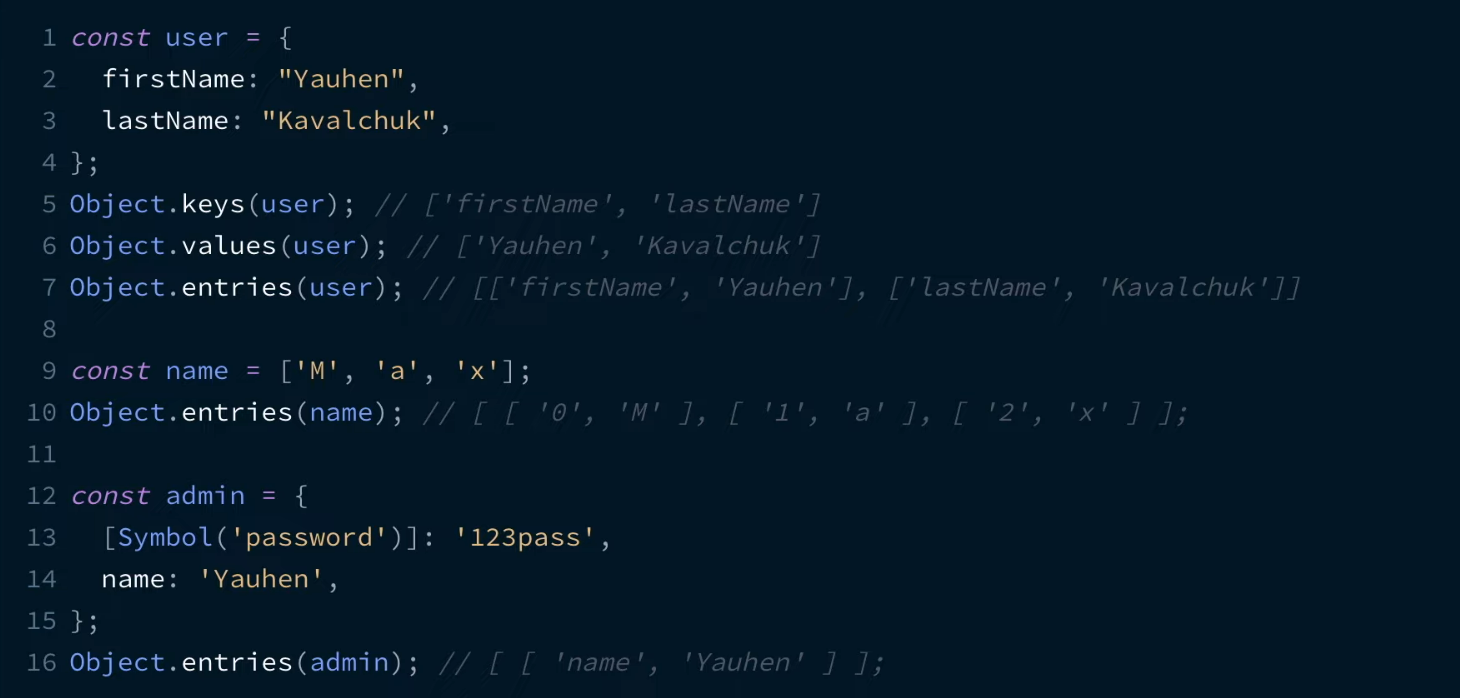 1 const user = {
2   firstName: "Yauhen",
3   lastName: "Kavalchuk",
4 };
5 Object.keys(user); // ['firstName', 'lastName']
6 Object.values(user); // ['Yauhen', 'Kavalchuk']
7 Object.entries(user); // [['firstName', 'Yauhen'], ['lastName', 'Kavalchuk']]
8
9 const name = ['M', 'a', 'x'];
10 Object.entries(name); // [ [ '0', 'M' ], [ '1', 'a' ], [ '2', 'x' ] ];
11
12 const admin = {
13   [Symbol('password')]: '123pass',
14   name: 'Yauhen',
15 };
16 Object.entries(admin); // [ [ 'name', 'Yauhen' ] ];